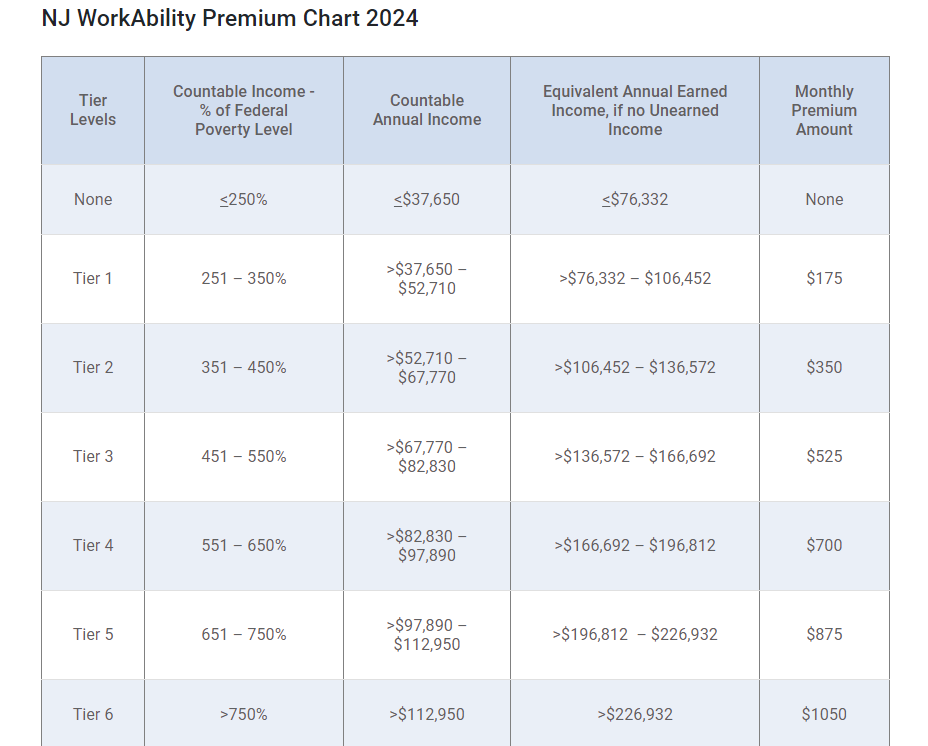 NJ WorkAbility Premium Chart 2024
Tier
Levels
Countable Income -
% of Federal
Poverty Level
Countable
Annual Income
Equivalent Annual Earned
Income, if no Unearned
Income
Monthly
Premium
Amount
None
≤250%
≤$37,650
≤$76,332
None
Tier 1
251 – 350%
>$37,650 –
$52,710
>$76,332 – $106,452
$175
Tier 2
351 – 450%
>$52,710 –
$67,770
>$106,452 – $136,572
$350
Tier 3
451 – 550%
>$67,770 –
$82,830
>$136,572 – $166,692
$525
Tier 4
551 – 650%
>$82,830 –
$97,890
>$166,692 – $196,812
$700
Tier 5
651 – 750%
>$97,890 –
$112,950
>$196,812 – $226,932
$875
Tier 6
>750%
>$112,950
>$226,932
$1050